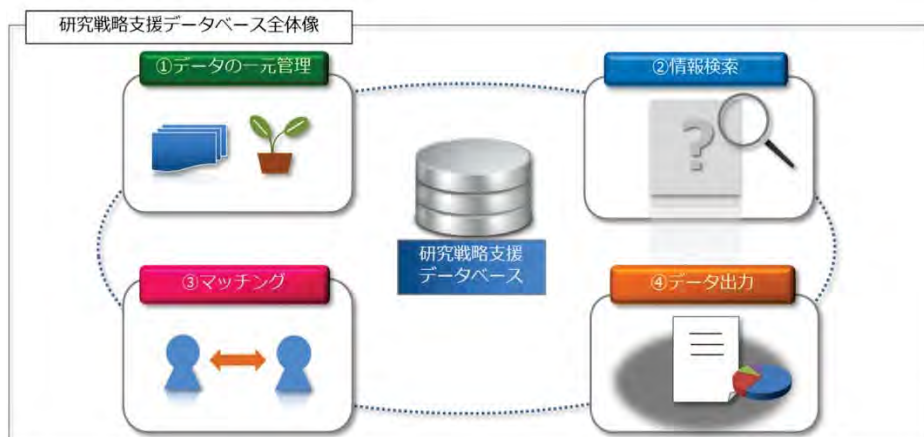 研究戦略支援データベース全体像
①データの一元管理
②情報検索
?
研究戦略支援
データベース
③マッチング
④データ出力